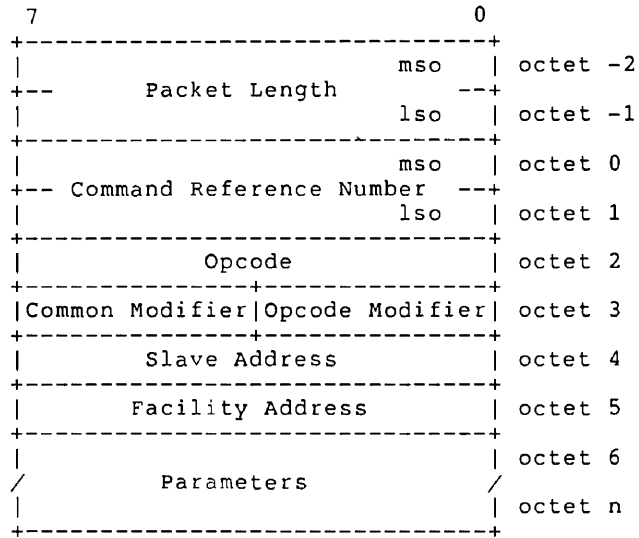 7 0
mso octet -2
Packet Length
lso octet -1
mso octet 0
Command Reference Number
lso octet 1
Opcode octet 2
Common Modifier|Opcode Modifier octet 3
Slave Address octet 4
Facility Address octet 5
octet 6
Parameters
octet n